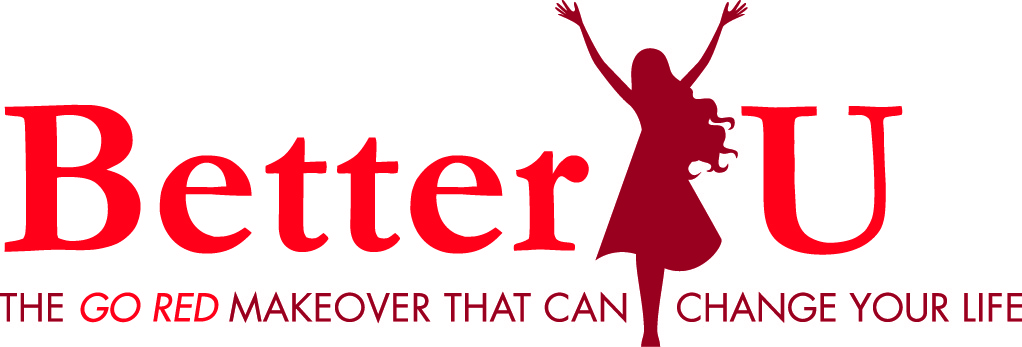 Better U
THE GO RED MAKEOVER THAT CAN CHANGE YOUR LIFE